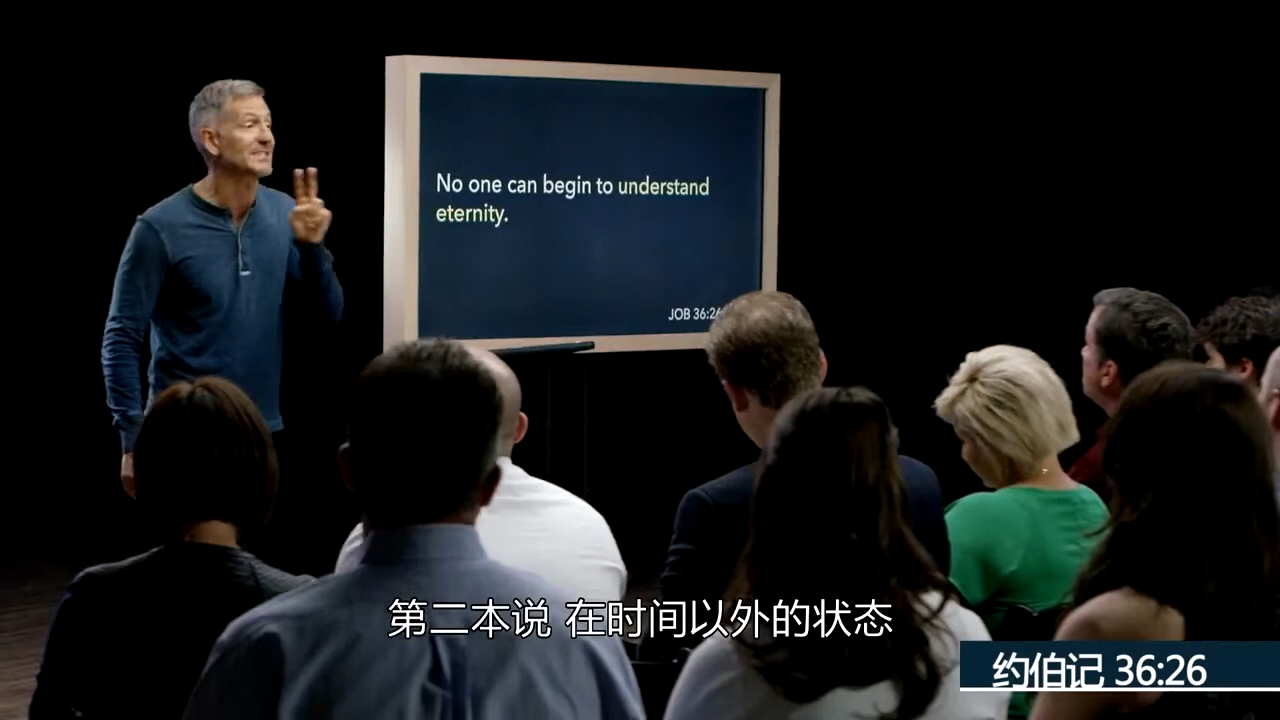 No one can begin to understand
eternity.
JOB 36:26
第二本说 在时间以外的状态
约伯记 36:26